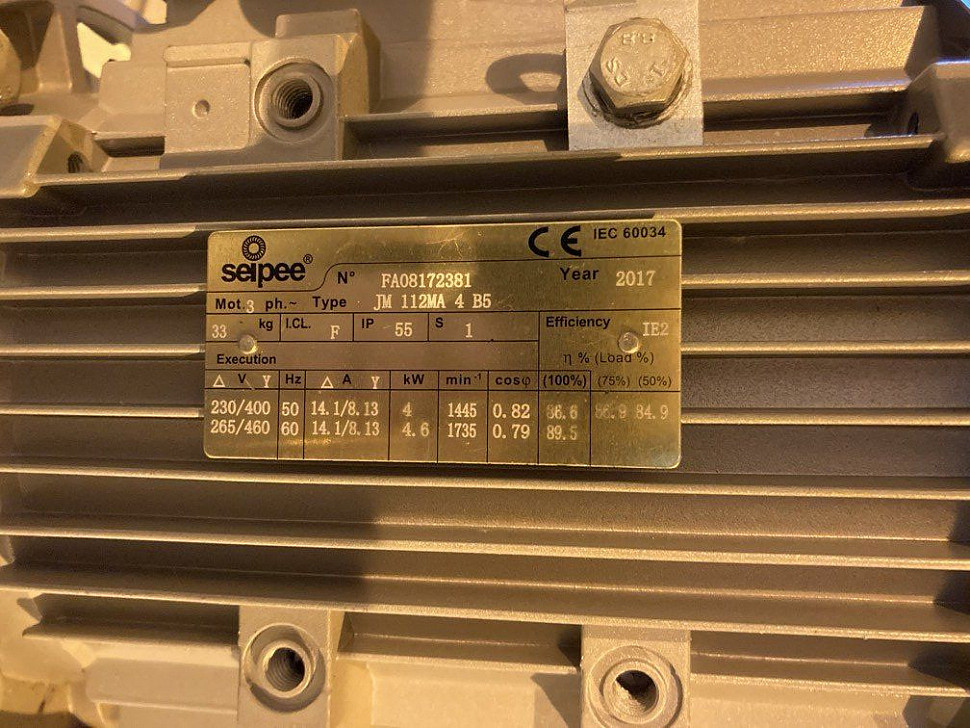 CE IEC 60034
seipee® N° FA08172381 Year 2017
Mot. 3 ph.~ Type JM 112MA 4 B5
33 kg I.CL. F IP 55 S 1 Efficiency IE2
Execution η % (Load %)
Δ V Y Hz Δ A Y kW min⁻¹ cosφ (100%) (75%) (50%)
230/400 50 14.1/8.13 4 1445 0.82 86.6 86.9 84.9
265/460 60 14.1/8.13 4.6 1735 0.79 89.5
8.8